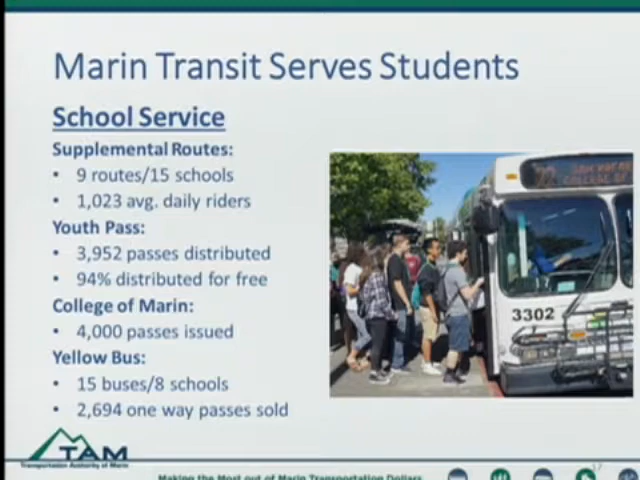 Marin Transit Serves Students
School Service
Supplemental Routes:
• 9 routes/15 schools
• 1,023 avg. daily riders
Youth Pass:
• 3,952 passes distributed
• 94% distributed for free
College of Marin:
• 4,000 passes issued
Yellow Bus:
• 15 buses/8 schools
• 2,694 one way passes sold
3302
TAM
Transportation Authority of Marin
Making the Most out of Marin Transportation Dollars
17